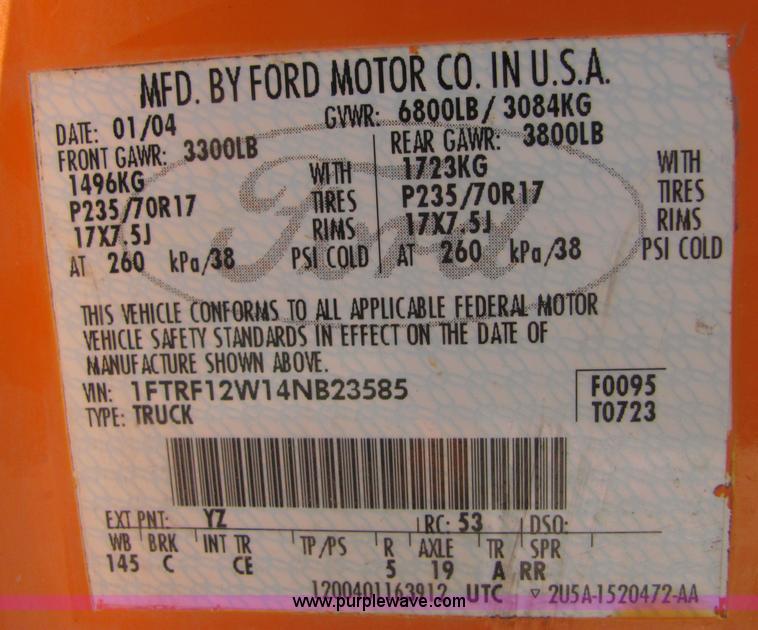 MFD. BY FORD MOTOR CO. IN U.S.A.
DATE: 01/04 GVWR: 6800LB/ 3084KG
FRONT GAWR: 3300LB REAR GAWR: 3800LB
1496KG WITH 1723KG WITH
P235/70R17 TIRES P235/70R17 TIRES
17X7.5J RIMS 17X7.5J RIMS
AT 260 kPa/38 PSI COLD AT 260 kPa/38 PSI COLD
Ford
THIS VEHICLE CONFORMS TO ALL APPLICABLE FEDERAL MOTOR
VEHICLE SAFETY STANDARDS IN EFFECT ON THE DATE OF
MANUFACTURE SHOWN ABOVE.
VIN: 1FTRF12W14NB23585 F0095
TYPE: TRUCK T0723
EXT PNT: YZ RC: 53 DSO:
WB BRK INT TR TP/PS R AXLE TR SPR
145 C CE 5 19 A RR
1200401163912 UTC ▽ 2U5A-1520472-AA
www.purplewave.com